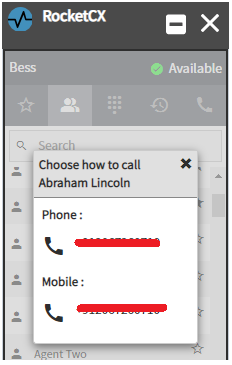 RocketCX
Bess
Available
Search
Choose how to call
Abraham Lincoln
Phone :
Mobile :
Agent Two